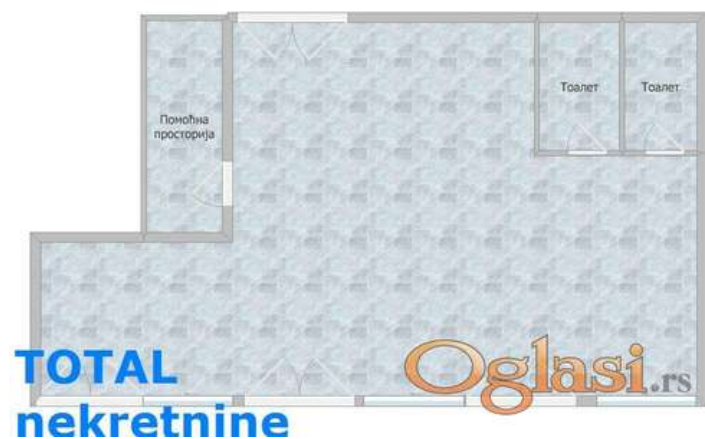 Тоалет Тоалет
Помоћна
просторија
TOTAL
nekretnine
Oglasi.rs